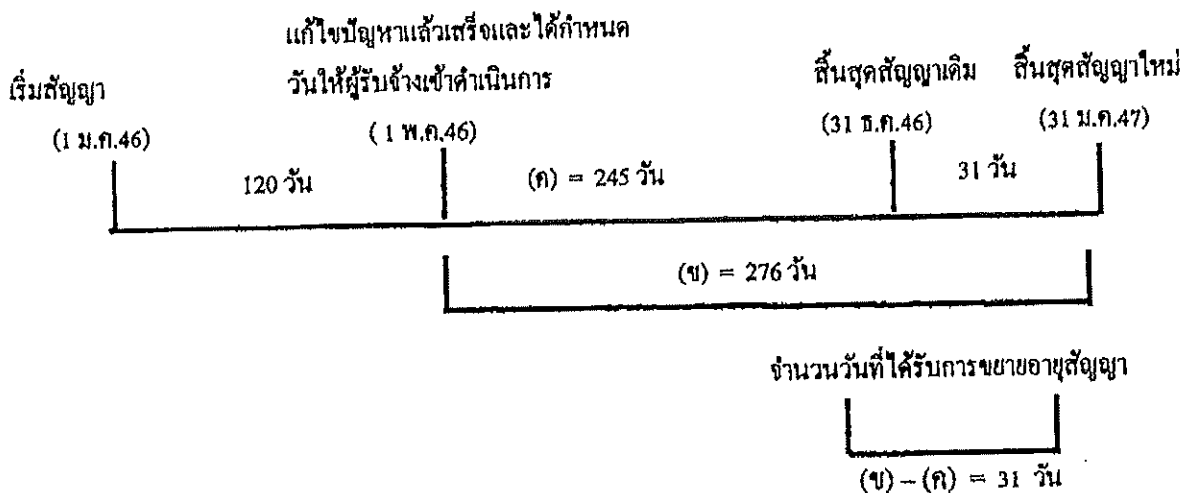 แก้ไขปัญหาแล้วเสร็จและได้กำหนด
เริ่มสัญญา วันให้ผู้รับจ้างเข้าดำเนินการ สิ้นสุดสัญญาเดิม สิ้นสุดสัญญาใหม่
(1 ม.ค.46) (1 พ.ค.46) (31 ธ.ค.46) (31 ม.ค.47)
120 วัน (ค) = 245 วัน 31 วัน
(ข) = 276 วัน
จำนวนวันที่ได้รับการขยายอายุสัญญา
(ข) – (ค) = 31 วัน